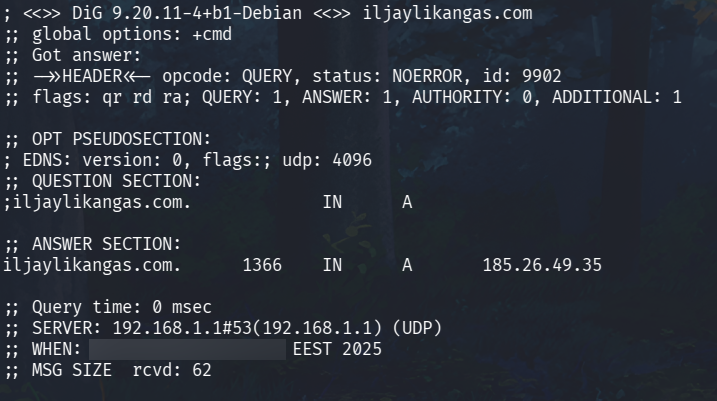 ; <<>> DiG 9.20.11-4+b1-Debian <<>> iljaylikangas.com
;; global options: +cmd
;; Got answer:
;; ->>HEADER<<- opcode: QUERY, status: NOERROR, id: 9902
;; flags: qr rd ra; QUERY: 1, ANSWER: 1, AUTHORITY: 0, ADDITIONAL: 1
;; OPT PSEUDOSECTION:
; EDNS: version: 0, flags:; udp: 4096
;; QUESTION SECTION:
;iljaylikangas.com. IN A
;; ANSWER SECTION:
iljaylikangas.com. 1366 IN A 185.26.49.35
;; Query time: 0 msec
;; SERVER: 192.168.1.1#53(192.168.1.1) (UDP)
;; WHEN: EEST 2025
;; MSG SIZE rcvd: 62